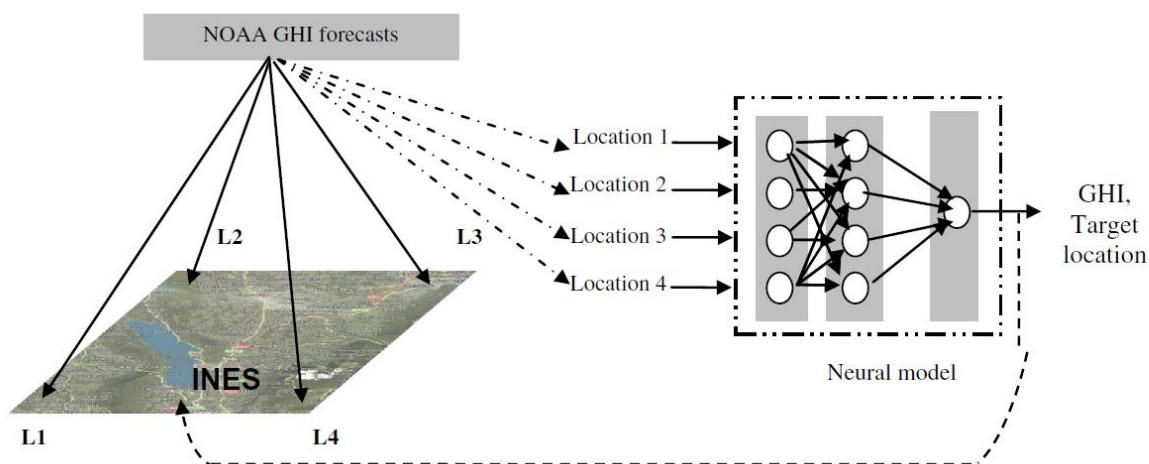 NOAA GHI forecasts
Location 1
Location 2
Location 3
Location 4
GHI,
Target
location
L2
L3
INES
L1
L4
Neural model